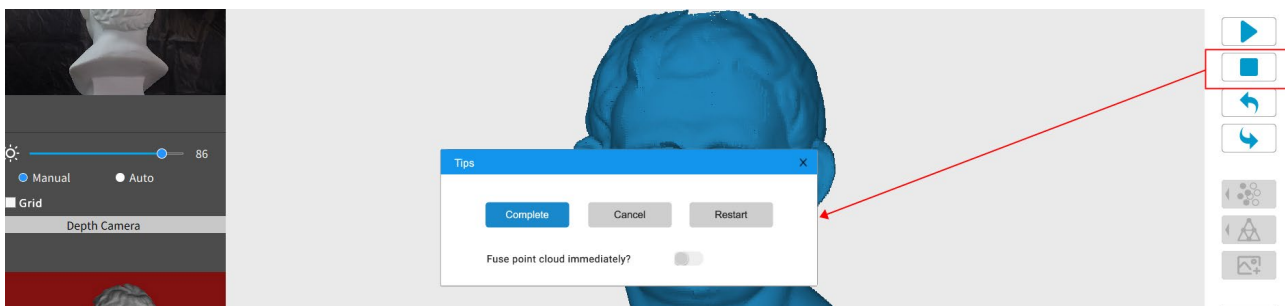 86
Manual Auto
Grid
Depth Camera
Tips X
Complete Cancel Restart
Fuse point cloud immediately?